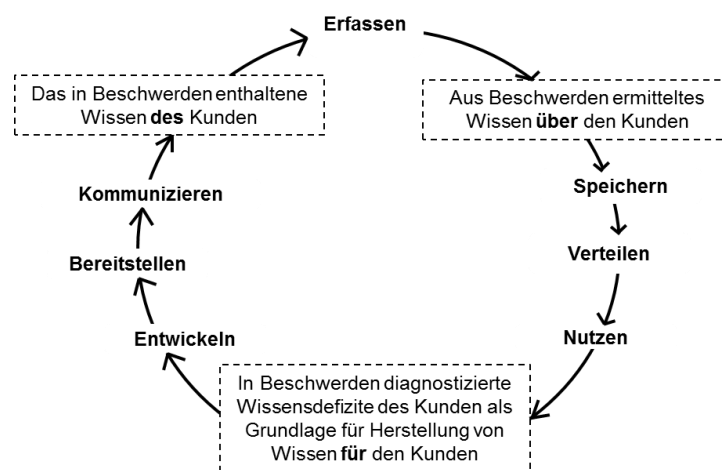 Erfassen
Das in Beschwerden enthaltene
Wissen des Kunden
Aus Beschwerden ermitteltes
Wissen über den Kunden
Kommunizieren
Speichern
Bereitstellen
Verteilen
Entwickeln
Nutzen
In Beschwerden diagnostizierte
Wissensdefizite des Kunden als
Grundlage für Herstellung von
Wissen für den Kunden